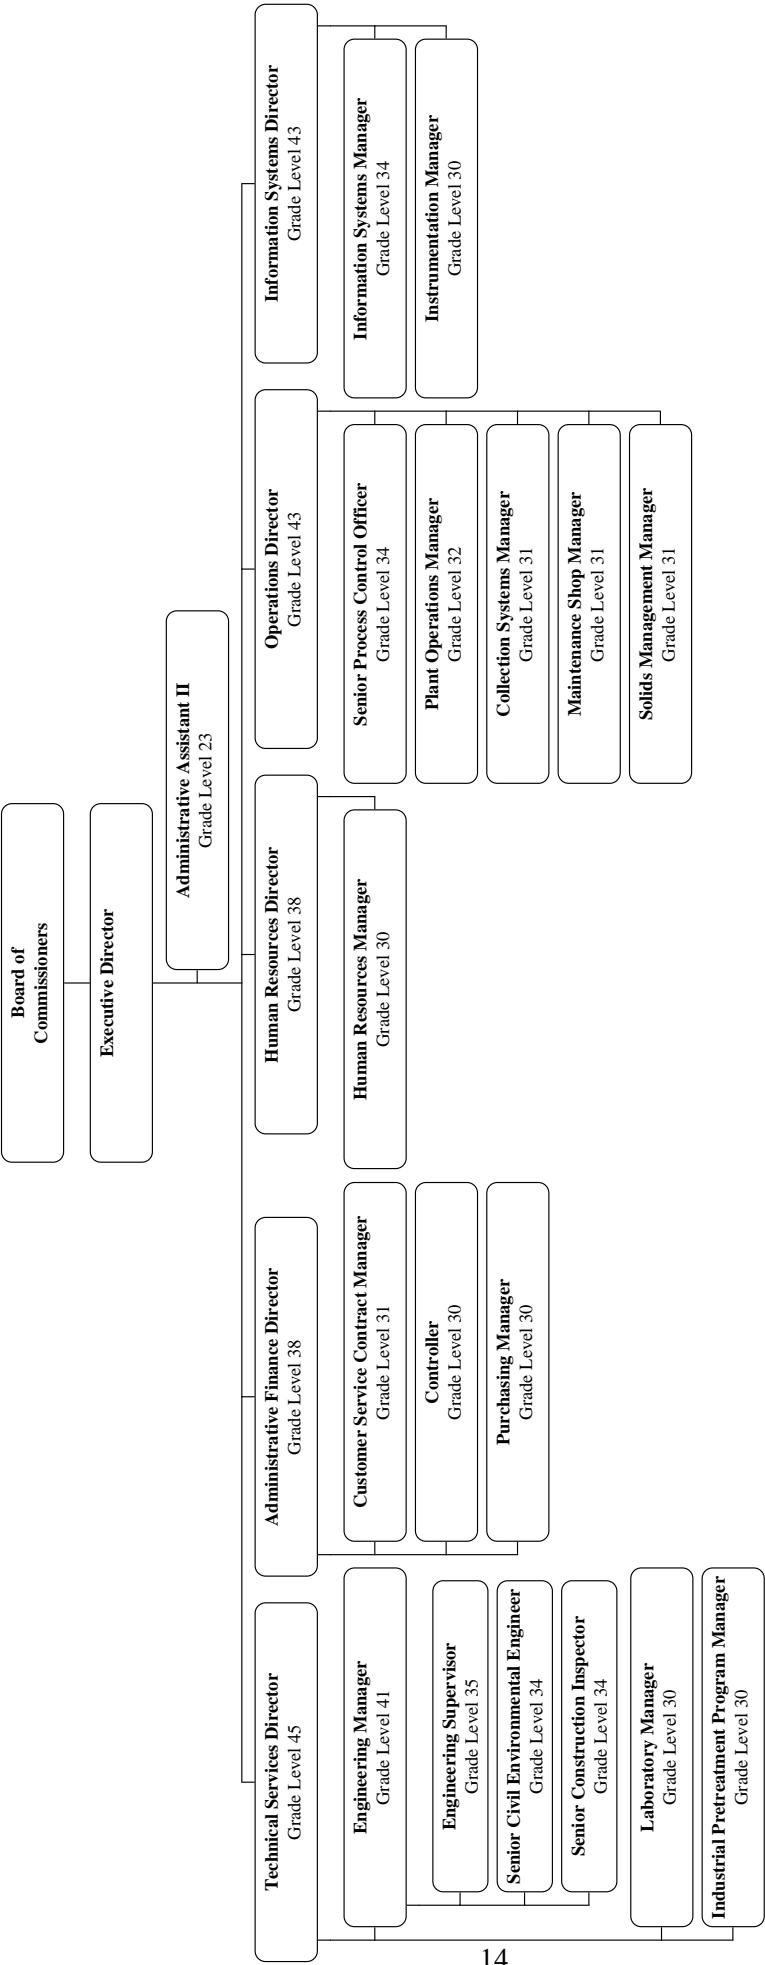 Board of
Commissioners
Executive Director
Administrative Assistant II
Grade Level 23
Technical Services Director
Grade Level 45
Engineering Manager
Grade Level 41
Engineering Supervisor
Grade Level 35
Senior Civil Environmental Engineer
Grade Level 34
Senior Construction Inspector
Grade Level 34
Laboratory Manager
Grade Level 30
Industrial Pretreatment Program Manager
Grade Level 30
Administrative Finance Director
Grade Level 38
Customer Service Contract Manager
Grade Level 31
Controller
Grade Level 30
Purchasing Manager
Grade Level 30
Human Resources Director
Grade Level 38
Human Resources Manager
Grade Level 30
Operations Director
Grade Level 43
Senior Process Control Officer
Grade Level 34
Plant Operations Manager
Grade Level 32
Collection Systems Manager
Grade Level 31
Maintenance Shop Manager
Grade Level 31
Solids Management Manager
Grade Level 31
Information Systems Director
Grade Level 43
Information Systems Manager
Grade Level 34
Instrumentation Manager
Grade Level 30
14